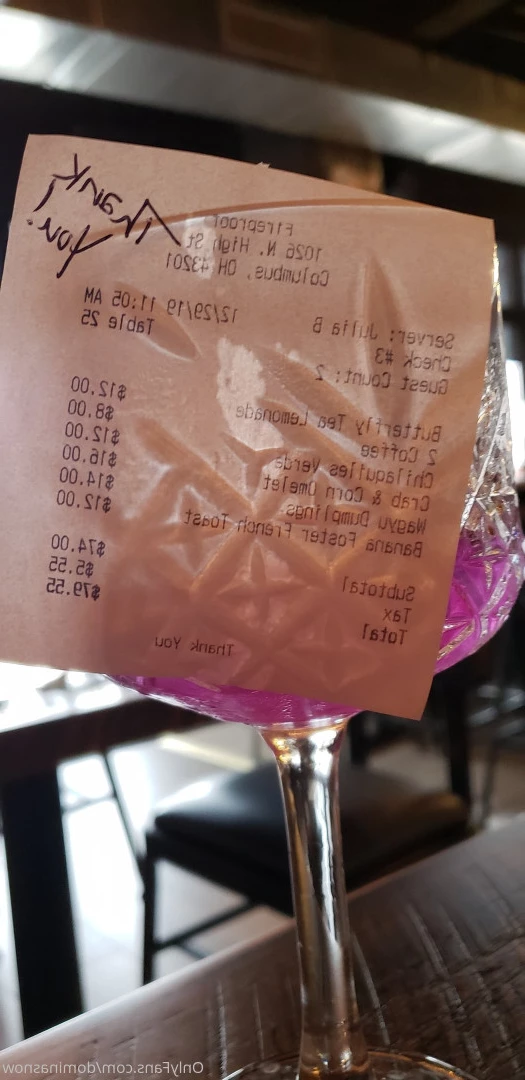 Thank
You!
Fireproof
1026 N. High St
Columbus, OH 43201
12/29/19 11:05 AM
Server: Julia B
Table 25
Check #3
Guest Count: 2
Butterfly Tea Lemonade $12.00
2 Coffee $8.00
Chilaquilles Verde $12.00
Crab & Corn Omelet $16.00
Wagyu Dumplings $14.00
Banana Foster French Toast $12.00
Subtotal $74.00
Tax $5.55
Total $79.55
Thank You
OnlyFans.com/dominasnow